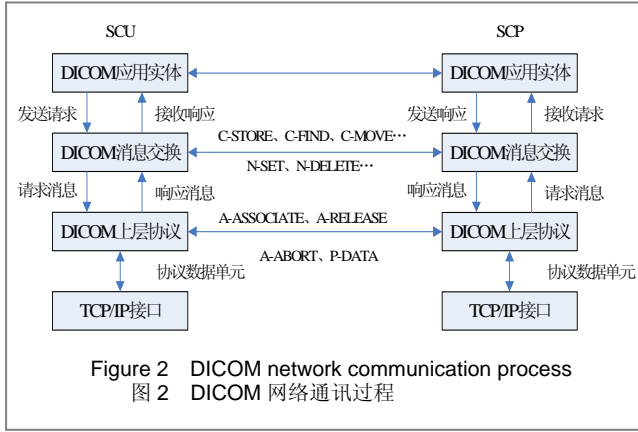 SCU
SCP
DICOM应用实体
DICOM应用实体
发送请求
接收响应
发送响应
接收请求
C-STORE、C-FIND、C-MOVE…
DICOM消息交换
DICOM消息交换
N-SET、N-DELETE…
请求消息
响应消息
响应消息
请求消息
A-ASSOCIATE、A-RELEASE
DICOM上层协议
DICOM上层协议
A-ABORT、P-DATA
协议数据单元
协议数据单元
TCP/IP接口
TCP/IP接口
Figure 2 DICOM network communication process
图 2 DICOM 网络通讯过程